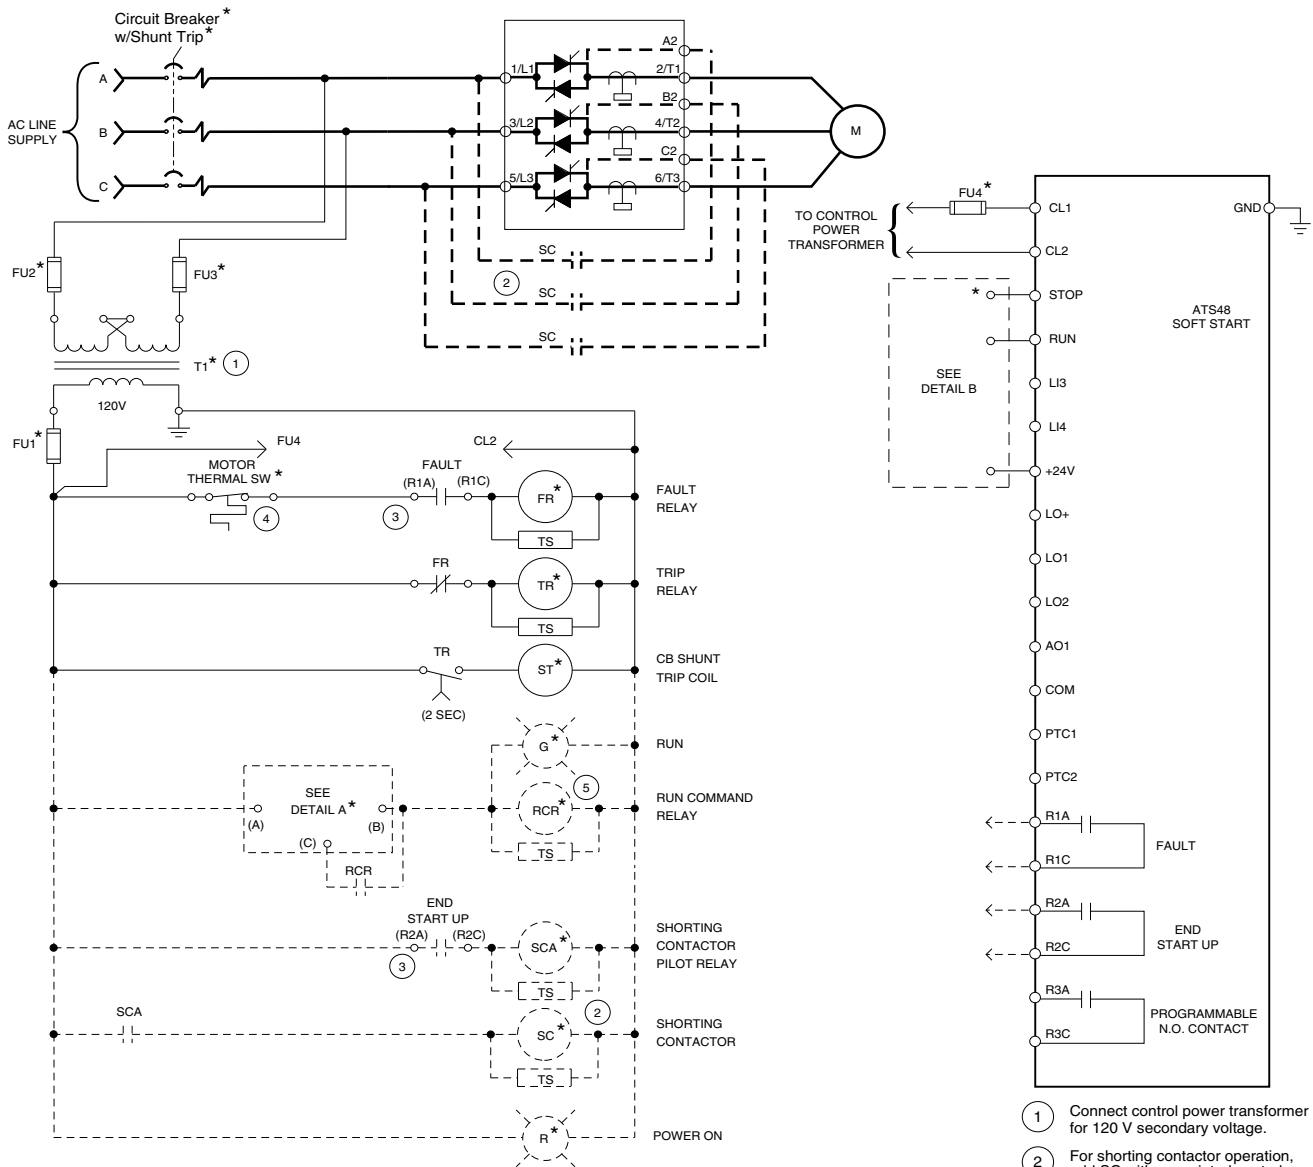 Circuit Breaker *
w/Shunt Trip *
AC LINE
SUPPLY
A
B
C
1/L1
3/L2
5/L3
A2
2/T1
B2
4/T2
C2
6/T3
M
SC
2
SC
SC
FU2 *
FU3 *
T1 *
1
120V
FU1 *
FU4
CL2
MOTOR
THERMAL SW *
4
FAULT
(R1A) (R1C)
3
FR *
TS
FAULT
RELAY
FR
TR *
TS
TRIP
RELAY
TR
(2 SEC)
ST *
CB SHUNT
TRIP COIL
G *
RUN
5
SEE
DETAIL A *
(A)
(B)
(C)
RCR
RCR *
TS
RUN COMMAND
RELAY
END
START UP
(R2A) (R2C)
3
SCA *
TS
SHORTING
CONTACTOR
PILOT RELAY
SCA
2
SC *
TS
SHORTING
CONTACTOR
R *
POWER ON
TO CONTROL
POWER
TRANSFORMER
FU4 *
CL1
GND
CL2
*
STOP
ATS48
SOFT START
RUN
SEE
DETAIL B
LI3
LI4
+24V
LO+
LO1
LO2
AO1
COM
PTC1
PTC2
R1A
FAULT
R1C
R2A
END
START UP
R2C
R3A
PROGRAMMABLE
N.O. CONTACT
R3C
1 Connect control power transformer
for 120 V secondary voltage.
2 For shorting contactor operation,